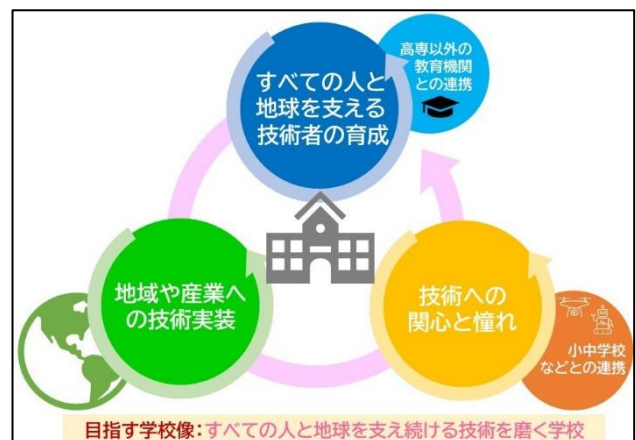 高専以外の
教育機関
との連携
すべての人と
地球を支える
技術者の育成
地域や産業へ
の技術実装
技術への
関心と憧れ
小中学校
などとの連携
目指す学校像：すべての人と地球を支え続ける技術を磨く学校